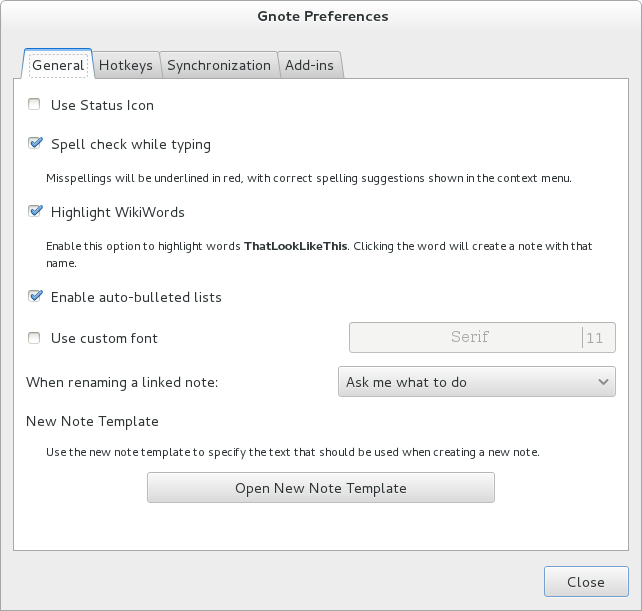 Gnote Preferences
General Hotkeys Synchronization Add-ins
Use Status Icon
Spell check while typing
Misspellings will be underlined in red, with correct spelling suggestions shown in the context menu.
Highlight WikiWords
Enable this option to highlight words ThatLookLikeThis. Clicking the word will create a note with that
name.
Enable auto-bulleted lists
Use custom font Serif 11
When renaming a linked note: Ask me what to do
New Note Template
Use the new note template to specify the text that should be used when creating a new note.
Open New Note Template
Close